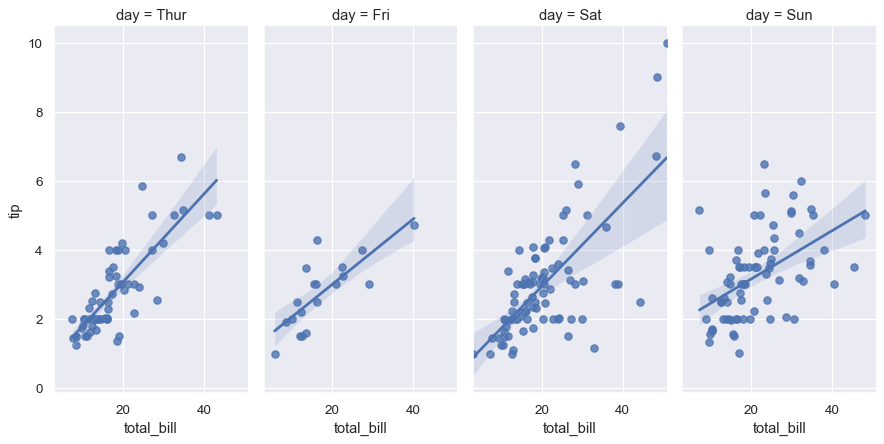 day = Thur
day = Fri
day = Sat
day = Sun
10
8
6
4
2
0
tip
20 40
20 40
20 40
20 40
total_bill
total_bill
total_bill
total_bill